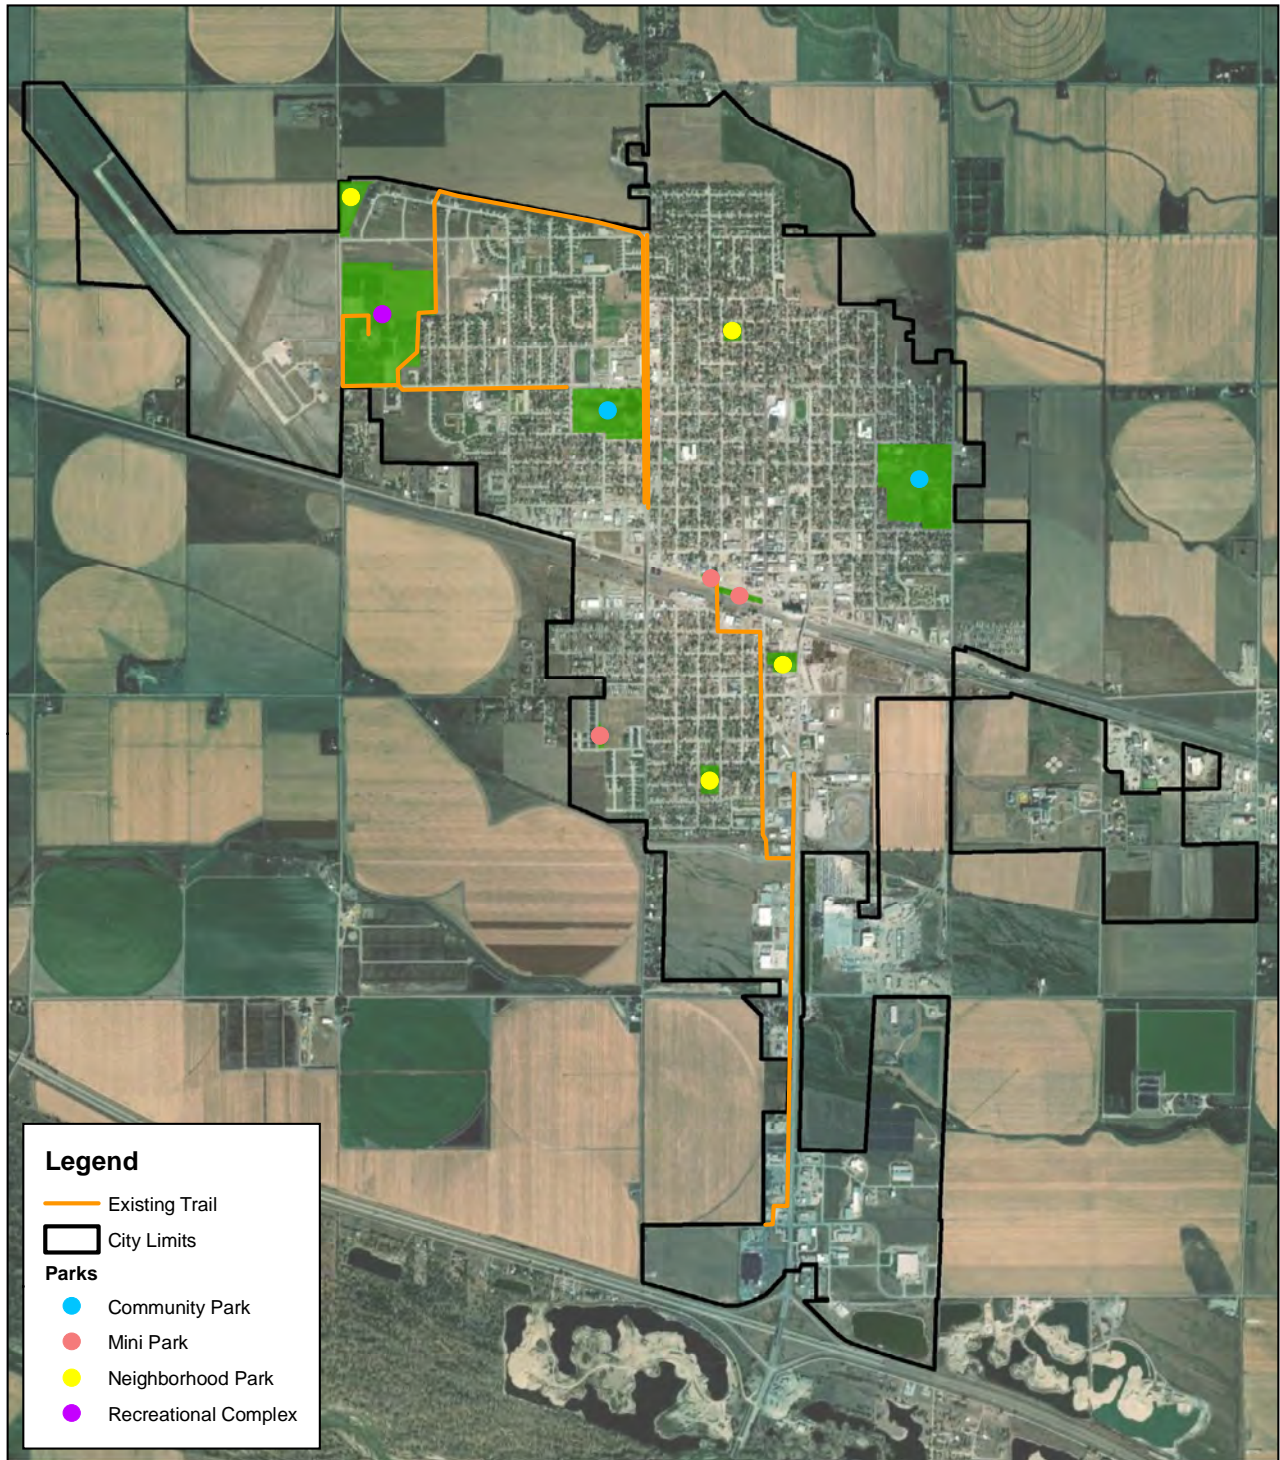 Legend
Existing Trail
City Limits
Parks
Community Park
Mini Park
Neighborhood Park
Recreational Complex